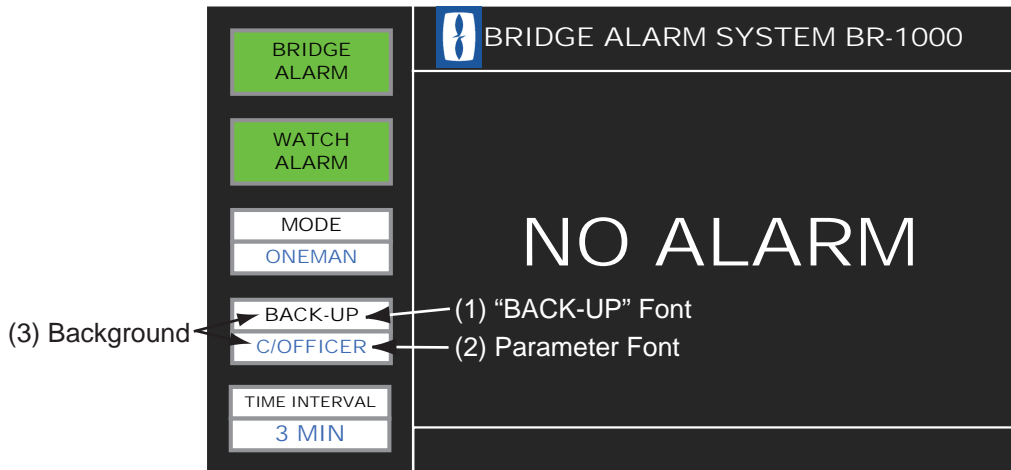 BRIDGE
ALARM
WATCH
ALARM
MODE
ONEMAN
BACK-UP
C/OFFICER
TIME INTERVAL
3 MIN
BRIDGE ALARM SYSTEM BR-1000
NO ALARM
(1) “BACK-UP” Font
(2) Parameter Font
(3) Background